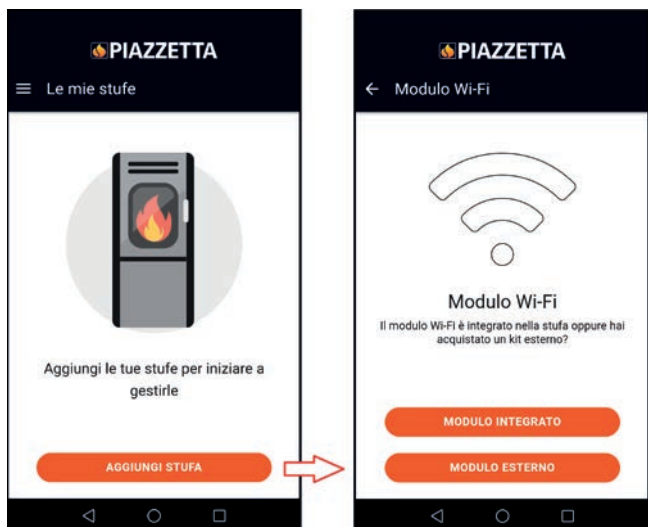 PIAZZETTA
Le mie stufe
Aggiungi le tue stufe per iniziare a
gestirle
AGGIUNGI STUFA
PIAZZETTA
Modulo Wi-Fi
Modulo Wi-Fi
Il modulo Wi-Fi è integrato nella stufa oppure hai
acquistato un kit esterno?
MODULO INTEGRATO
MODULO ESTERNO